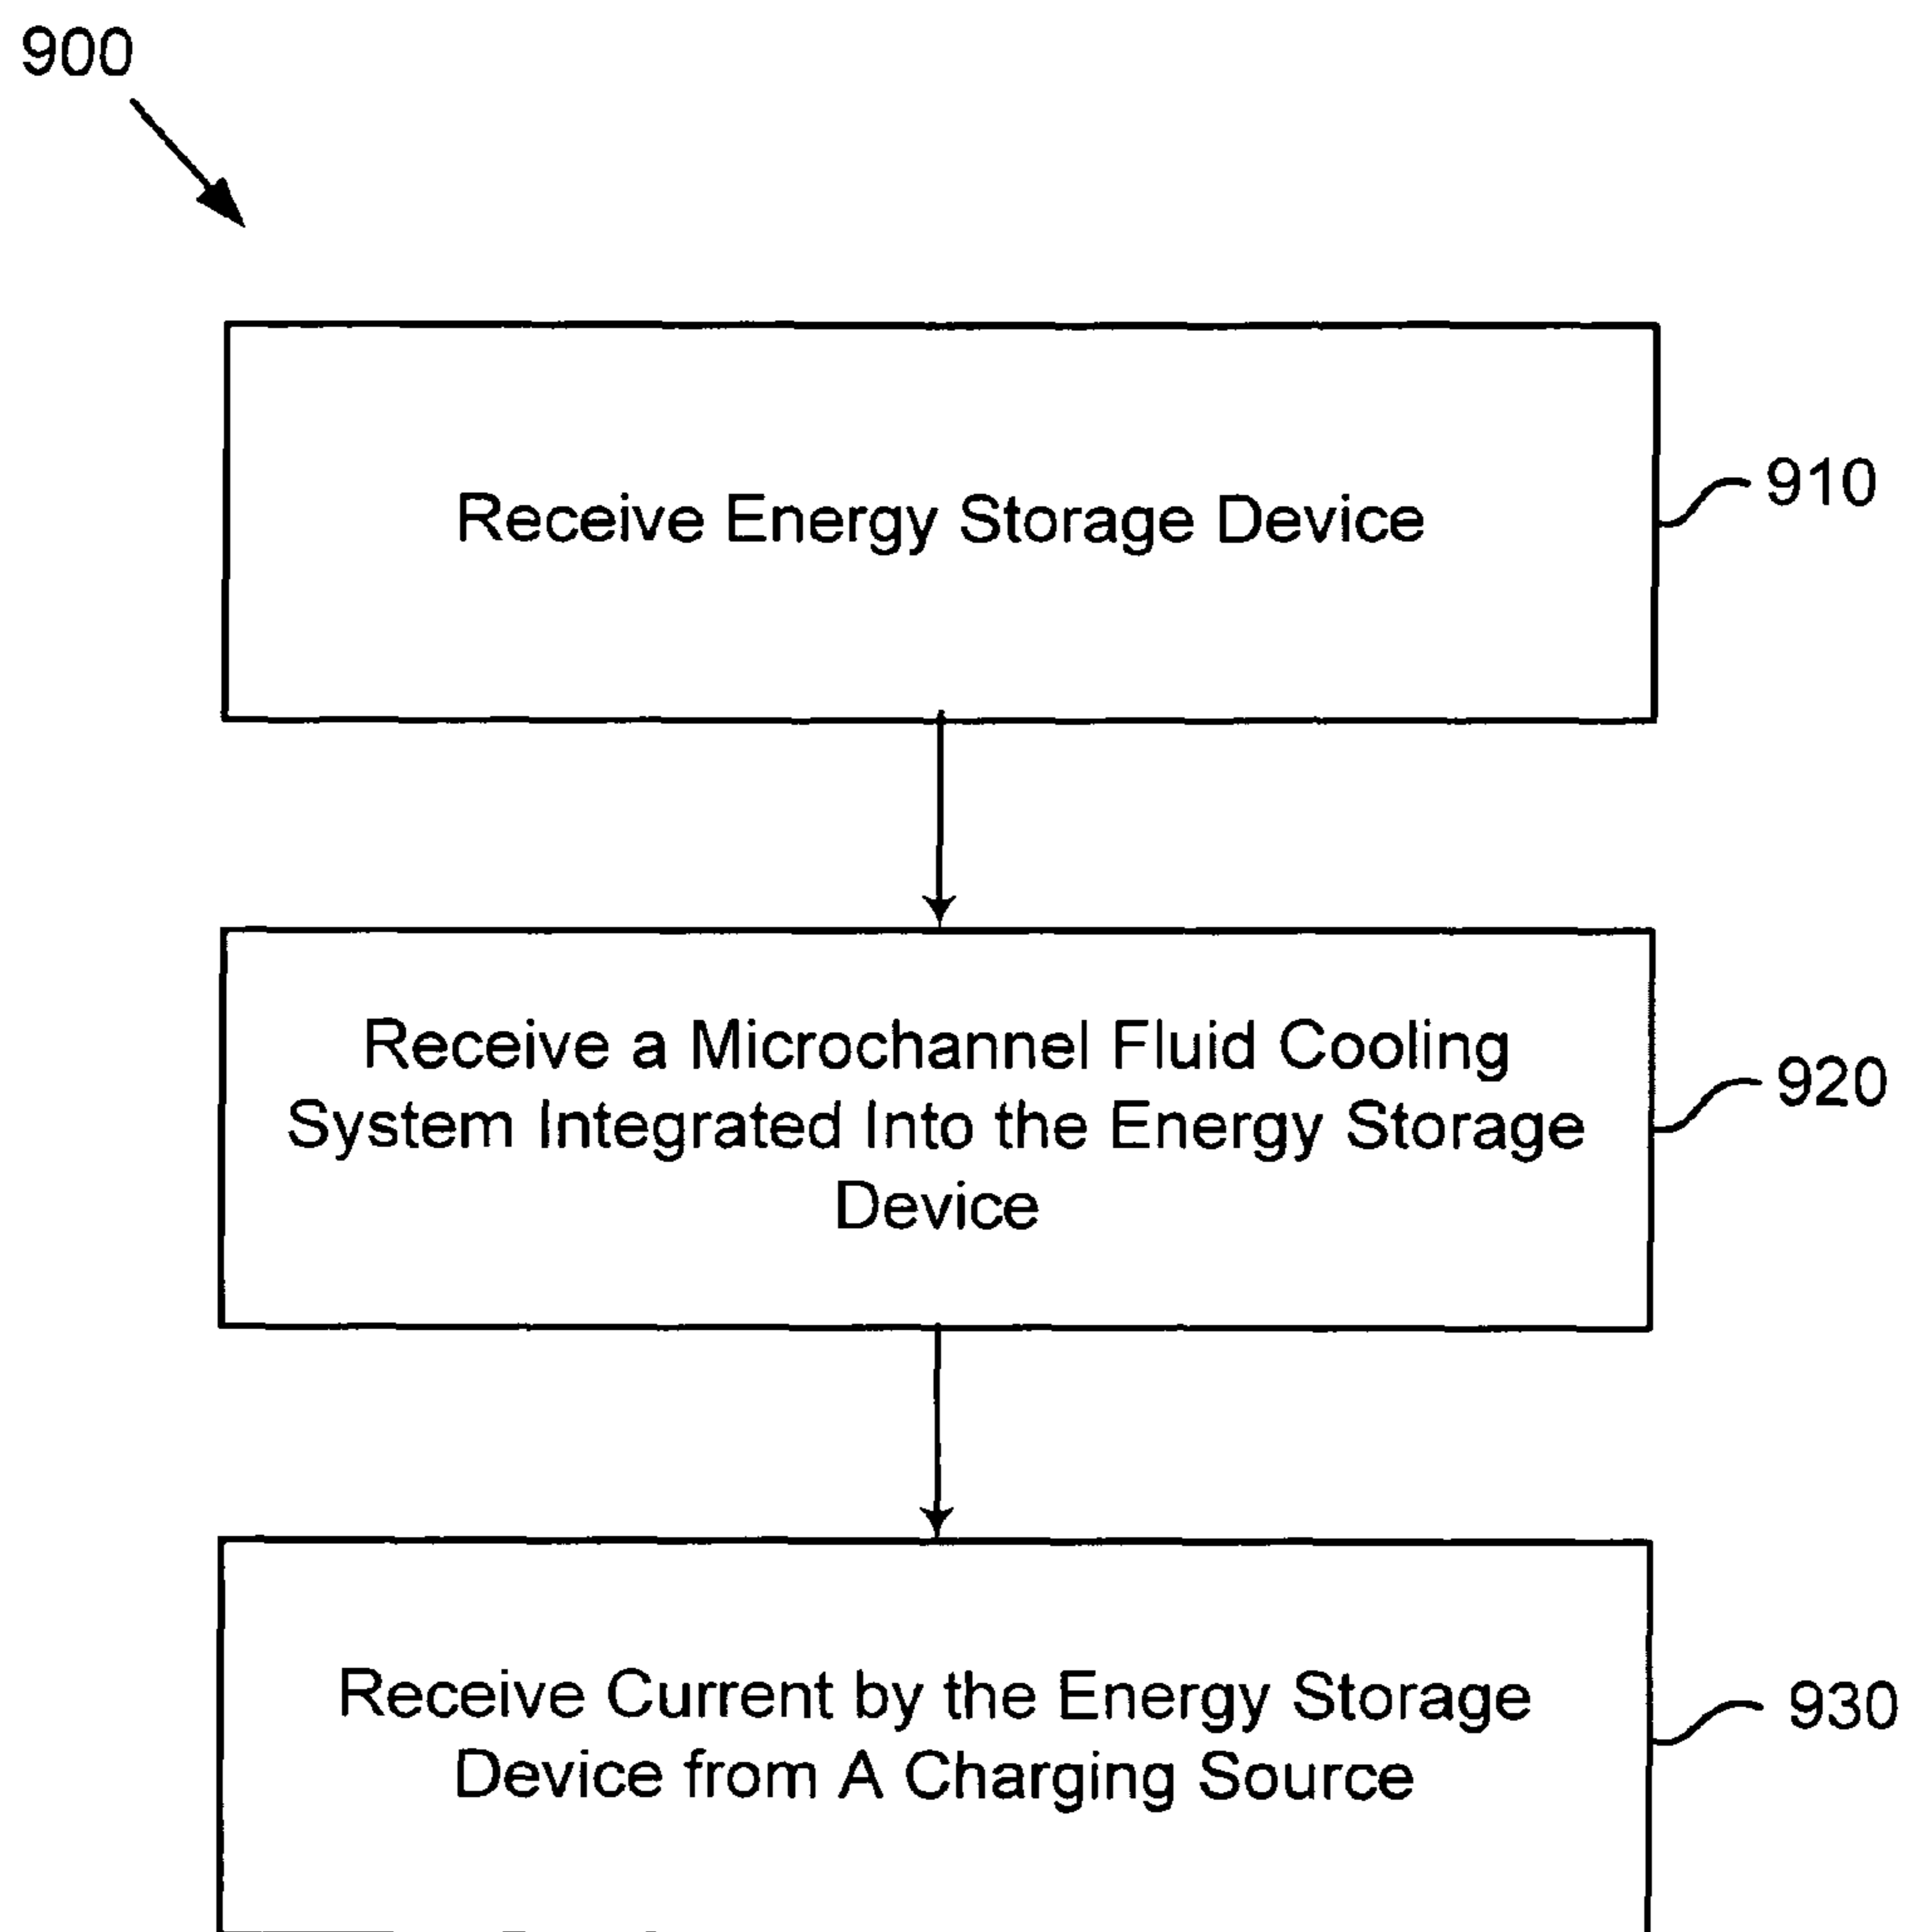 900
Receive Energy Storage Device
910
Receive a Microchannel Fluid Cooling
System Integrated Into the Energy Storage
Device
920
Receive Current by the Energy Storage
Device from A Charging Source
930